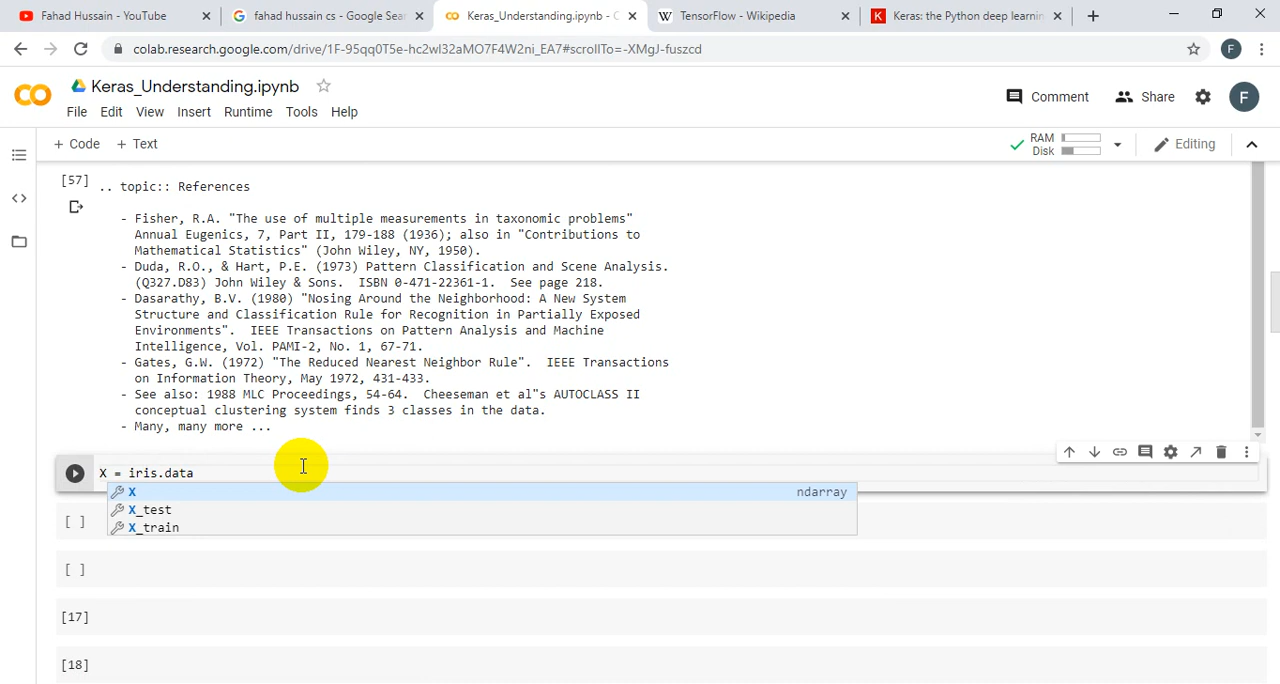 Fahad Hussain - YouTube
fahad hussain cs - Google Sear
Keras_Understanding.ipynb - C
TensorFlow - Wikipedia
Keras: the Python deep learnin
colab.research.google.com/drive/1F-95qq0T5e-hc2wl32aMO7F4W2ni_EA7#scrollTo=-XMgJ-fuszcd
F
Keras_Understanding.ipynb
Comment
Share
F
File Edit View Insert Runtime Tools Help
+ Code + Text
RAM
Disk
Editing
[57]
.. topic:: References
- Fisher, R.A. "The use of multiple measurements in taxonomic problems"
Annual Eugenics, 7, Part II, 179-188 (1936); also in "Contributions to
Mathematical Statistics" (John Wiley, NY, 1950).
- Duda, R.O., & Hart, P.E. (1973) Pattern Classification and Scene Analysis.
(Q327.D83) John Wiley & Sons.  ISBN 0-471-22361-1.  See page 218.
- Dasarathy, B.V. (1980) "Nosing Around the Neighborhood: A New System
Structure and Classification Rule for Recognition in Partially Exposed
Environments".  IEEE Transactions on Pattern Analysis and Machine
Intelligence, Vol. PAMI-2, No. 1, 67-71.
- Gates, G.W. (1972) "The Reduced Nearest Neighbor Rule".  IEEE Transactions
on Information Theory, May 1972, 431-433.
- See also: 1988 MLC Proceedings, 54-64.  Cheeseman et al"s AUTOCLASS II
conceptual clustering system finds 3 classes in the data.
- Many, many more ...
X = iris.data
X ndarray
X_test
X_train
[ ]
[ ]
[17]
[18]